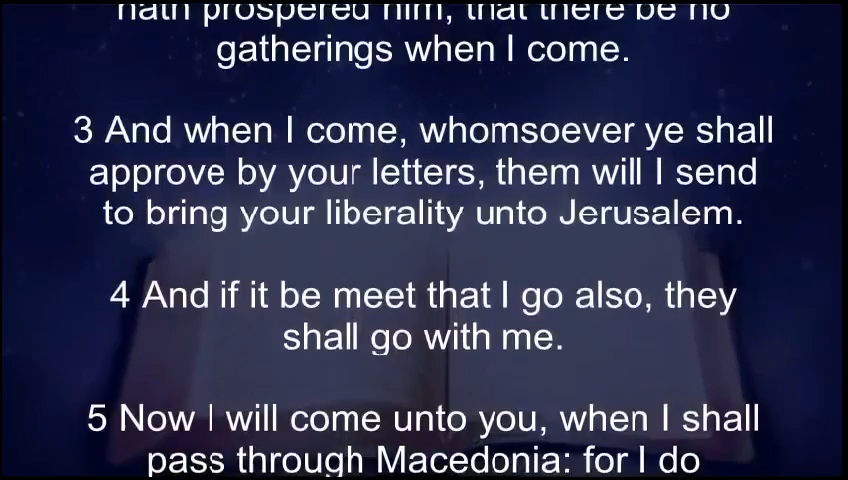 hath prospered him, that there be no
gatherings when I come.
3 And when I come, whomsoever ye shall
approve by your letters, them will I send
to bring your liberality unto Jerusalem.
4 And if it be meet that I go also, they
shall go with me.
5 Now I will come unto you, when I shall
pass through Macedonia: for I do